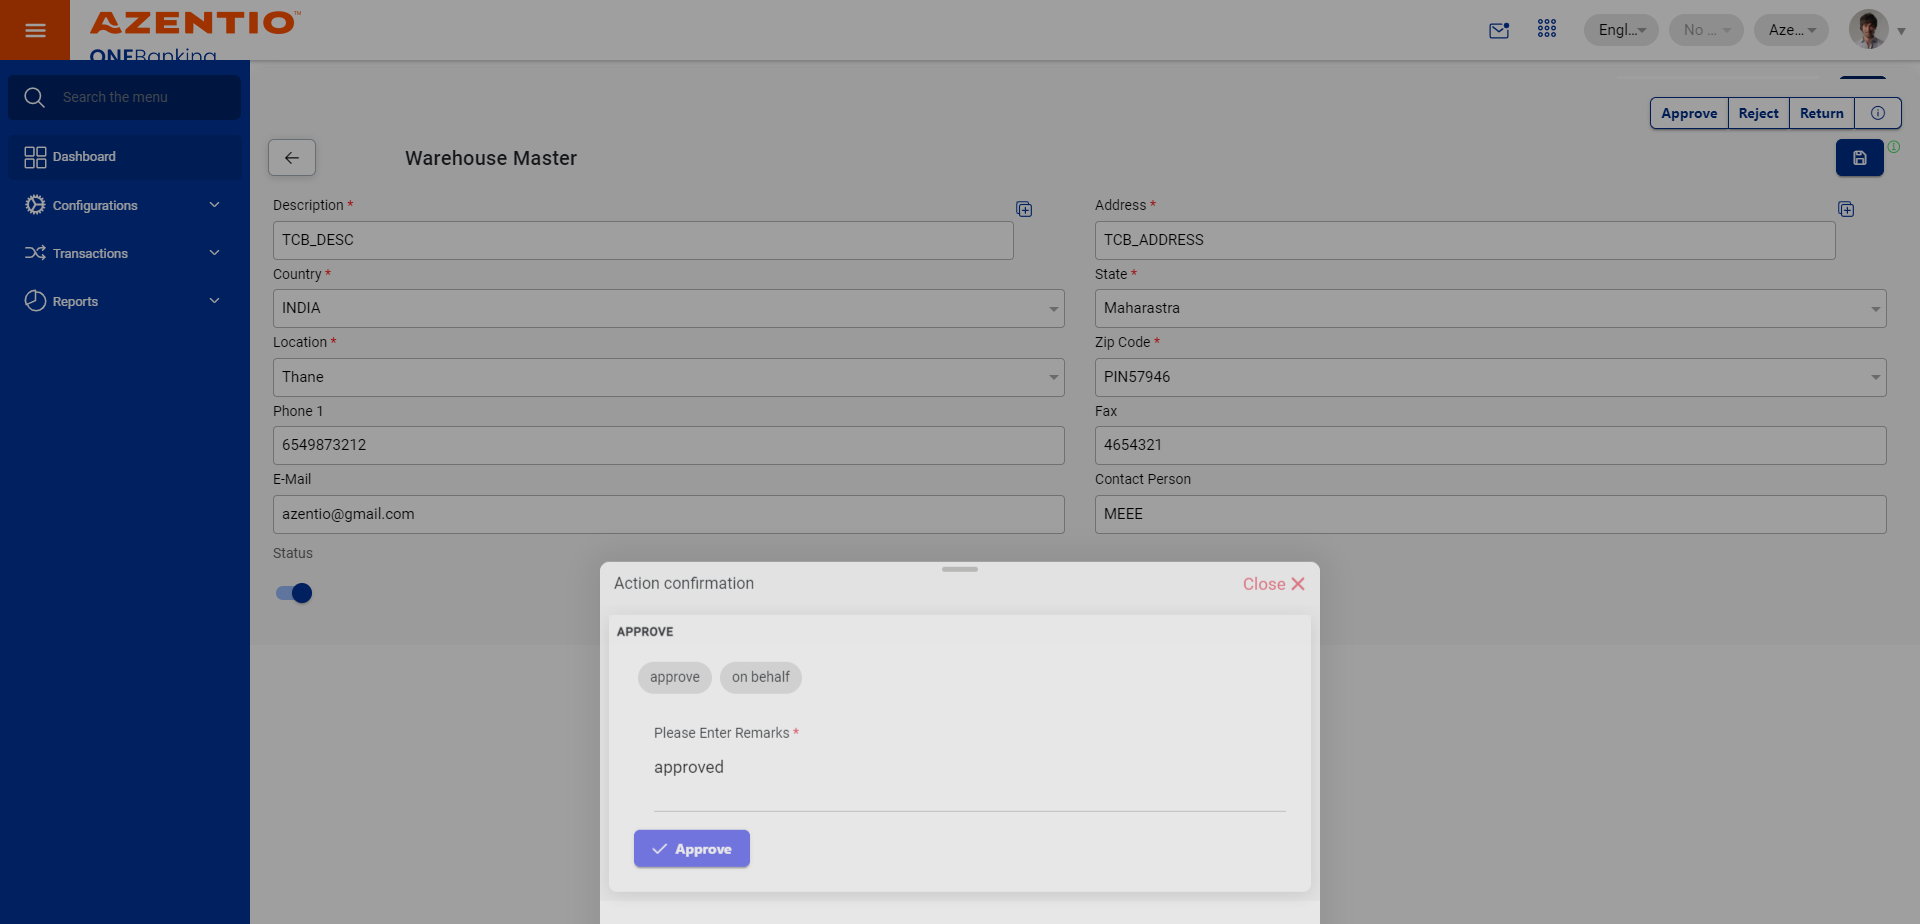 AZENTIO™
ONEBanking
Engl...
No ...
Aze...
Search the menu
Dashboard
Configurations
Transactions
Reports
Approve
Reject
Return
Warehouse Master
Description *
TCB_DESC
Address *
TCB_ADDRESS
Country *
INDIA
State *
Maharastra
Location *
Thane
Zip Code *
PIN57946
Phone 1
6549873212
Fax
4654321
E-Mail
azentio@gmail.com
Contact Person
MEEE
Status
Action confirmation
Close
APPROVE
approve
on behalf
Please Enter Remarks *
approved
Approve